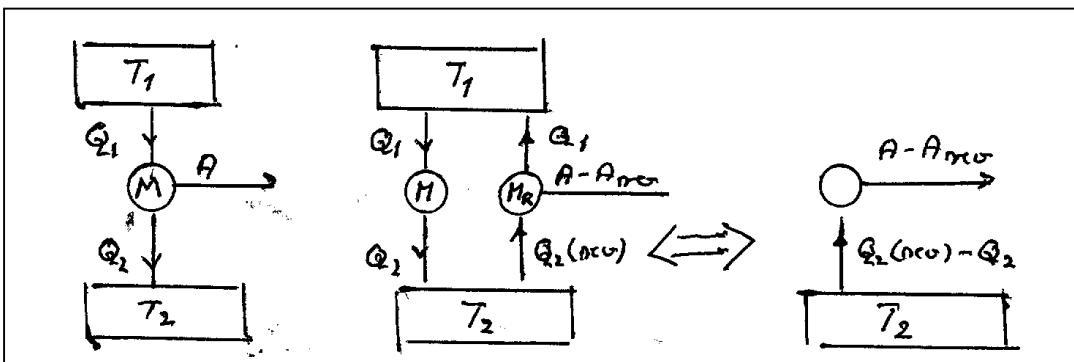 T₁ T₁
Q₁ Q₁ Q₁ A-Arev
A A-Arev
M M MR
Q₂ Q₂ Q₂(rev) Q₂(rev)-Q₂
T₂ T₂ T₂